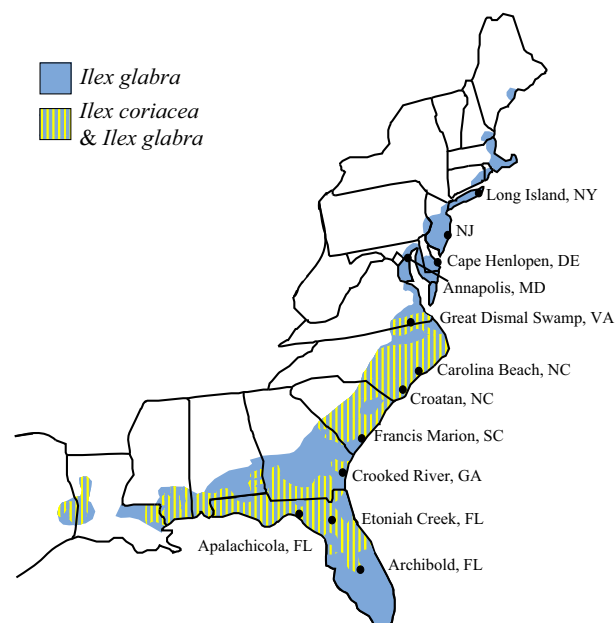 Ilex glabra
Ilex coriacea
& Ilex glabra
Long Island, NY
NJ
Cape Henlopen, DE
Annapolis, MD
Great Dismal Swamp, VA
Carolina Beach, NC
Croatan, NC
Francis Marion, SC
Crooked River, GA
Etoniah Creek, FL
Apalachicola, FL
Archibold, FL